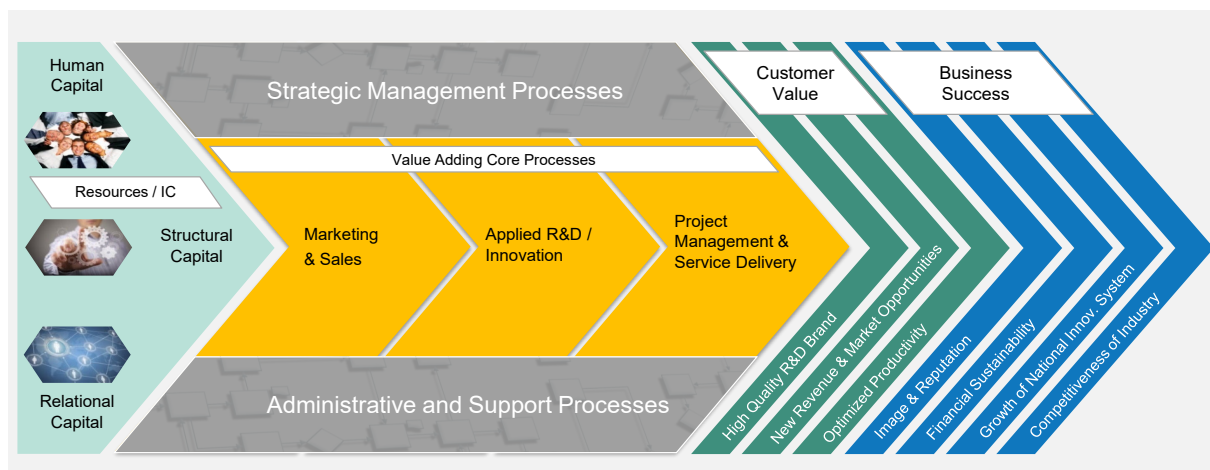 Human
Capital
Resources / IC
Structural
Capital
Relational
Capital
Strategic Management Processes
Value Adding Core Processes
Marketing
& Sales
Applied R&D /
Innovation
Project
Management &
Service Delivery
Administrative and Support Processes
Customer
Value
High Quality R&D Brand
New Revenue & Market Opportunities
Optimized Productivity
Business
Success
Image & Reputation
Financial Sustainability
Growth of National Innov. System
Competitiveness of Industry